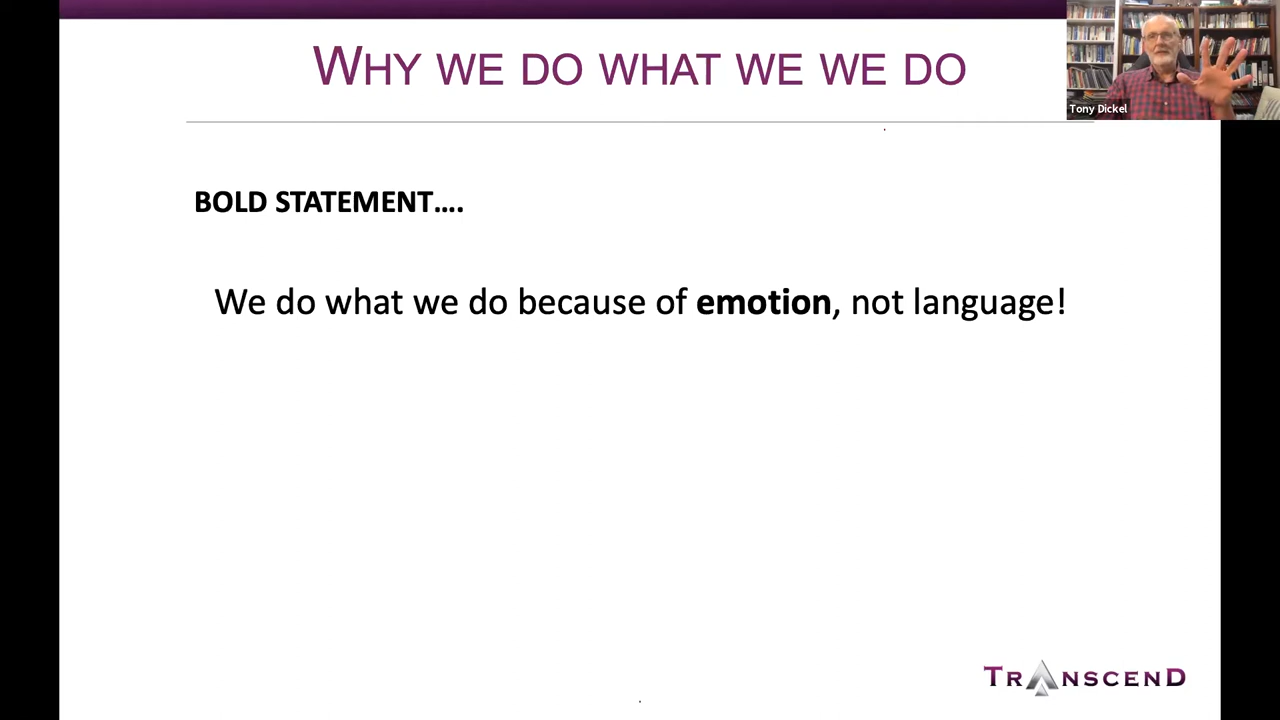 WHY WE DO WHAT WE WE DO
Tony Dickel
BOLD STATEMENT....
We do what we do because of emotion, not language!
TRANSCEND